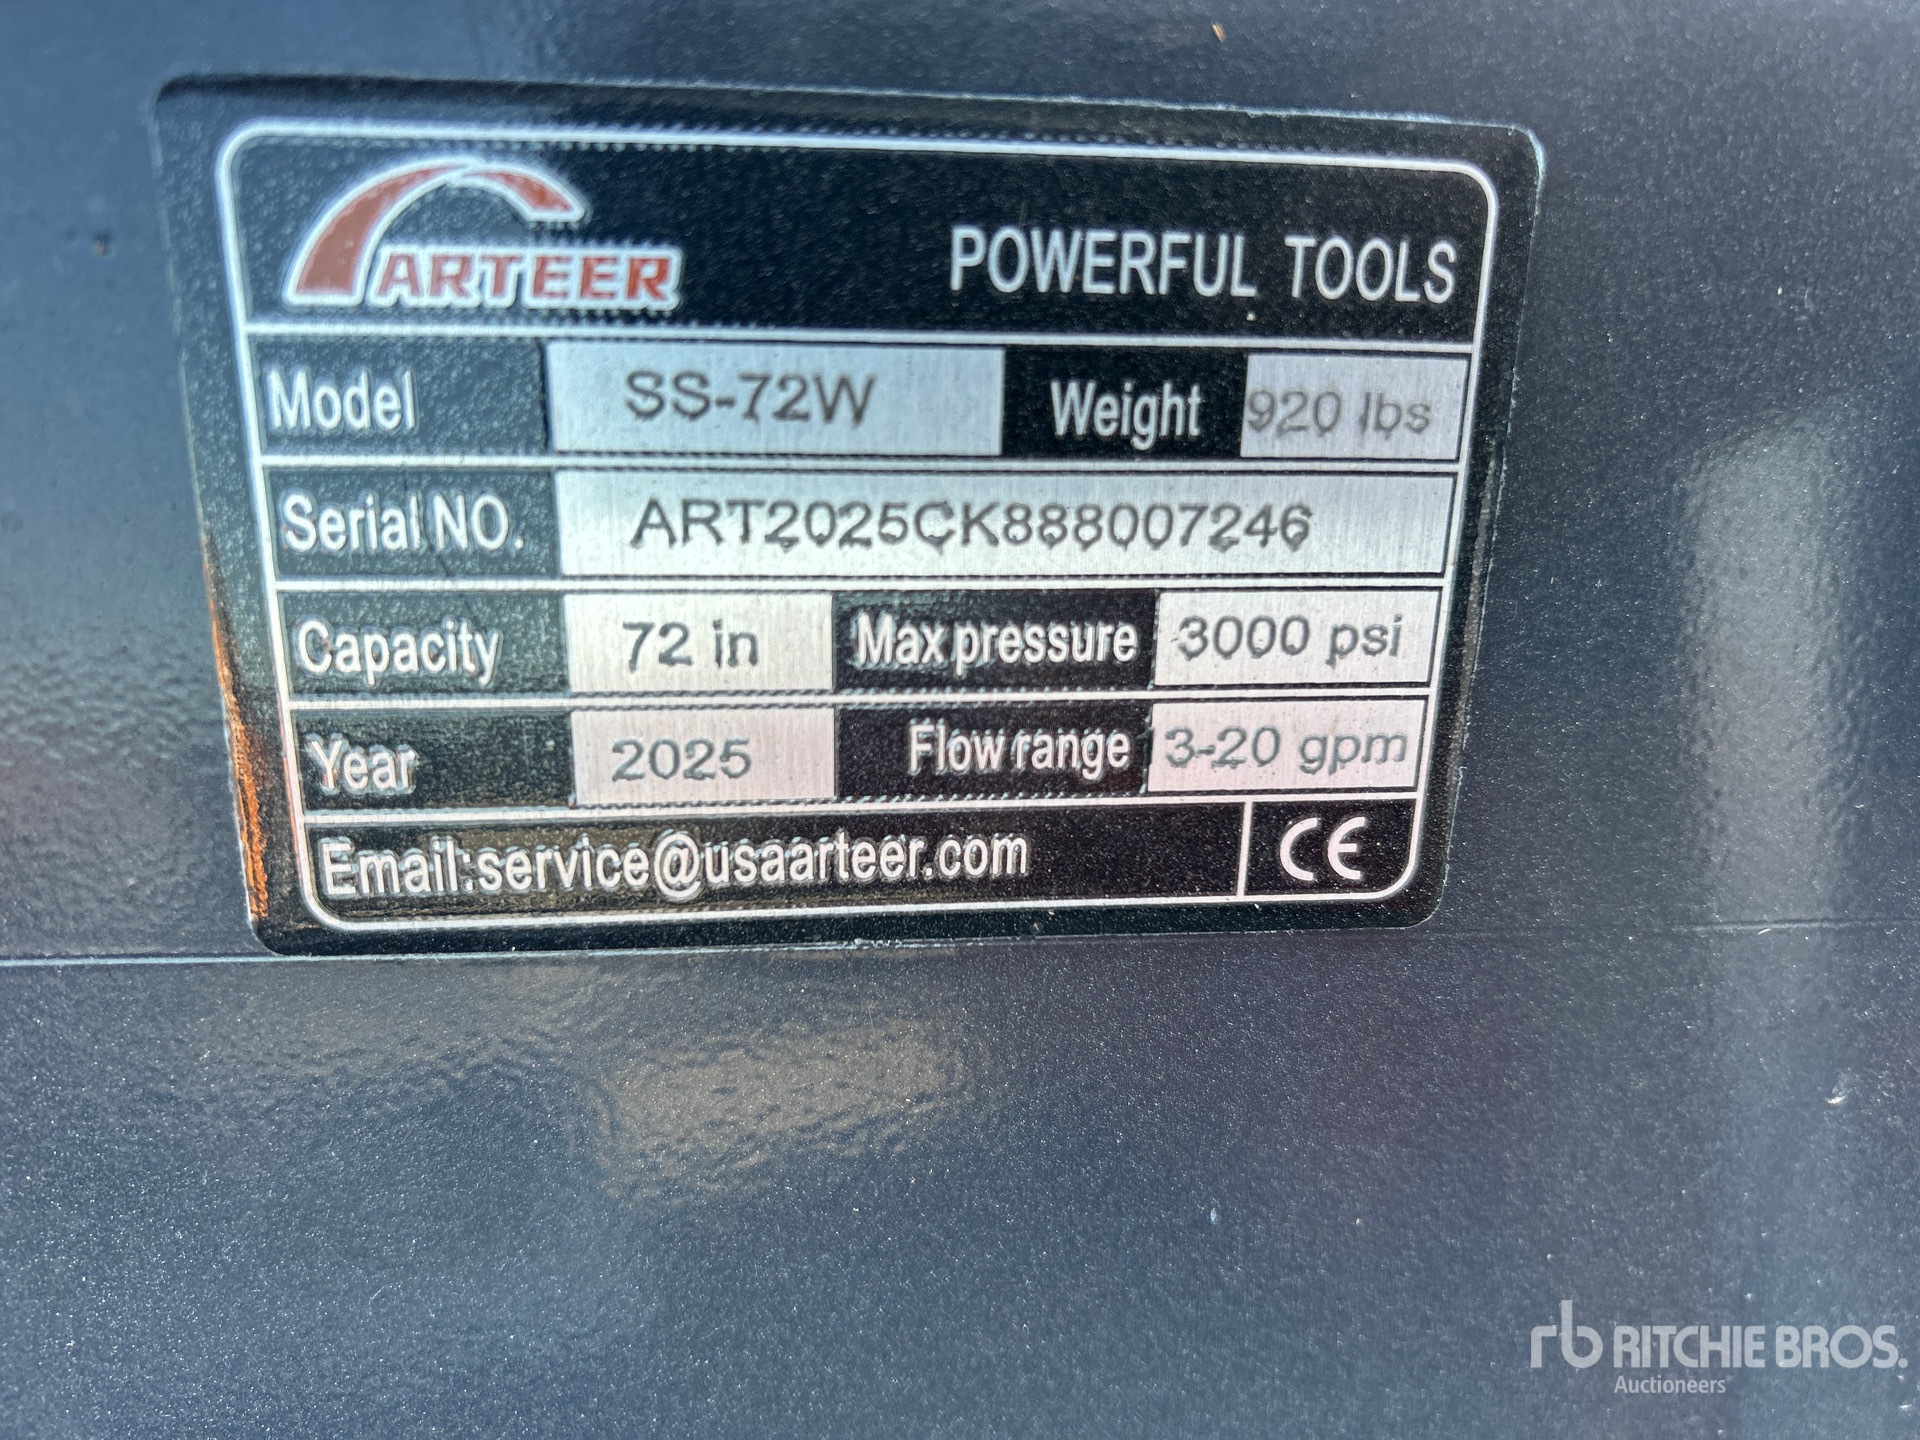 ARTEER POWERFUL TOOLS
Model SS-72W Weight 920 lbs
Serial NO. ART2025CK888007246
Capacity 72 in Max pressure 3000 psi
Year 2025 Flow range 3-20 gpm
Email:service@usaarteer.com CE
rb RITCHIE BROS.
Auctioneers